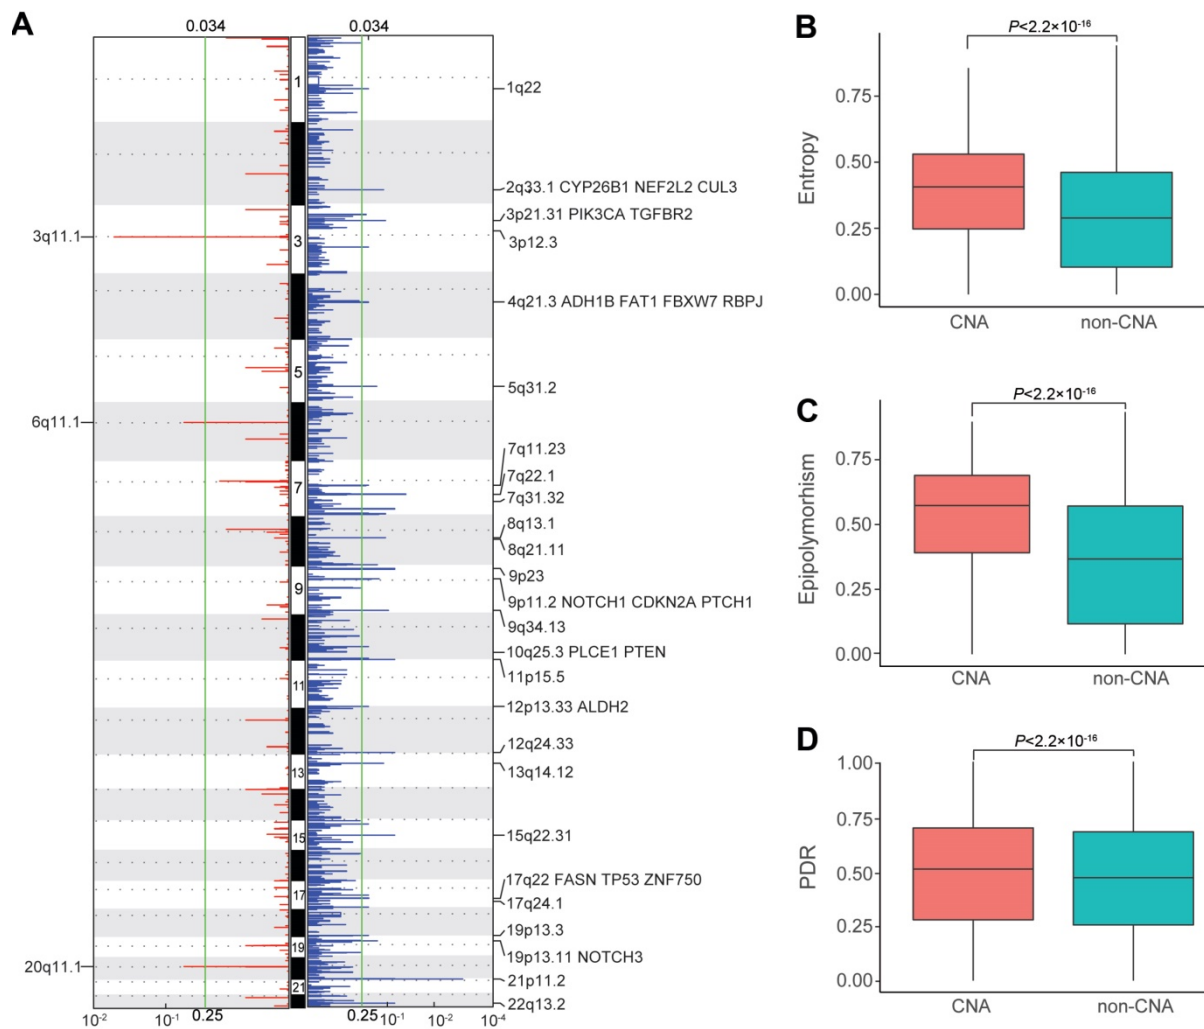 A
0.034
0.034
1
3
5
7
9
11
13
15
17
19
21
3q11.1
6q11.1
20q11.1
1q22
2q33.1 CYP26B1 NEF2L2 CUL3
3p21.31 PIK3CA TGFBR2
3p12.3
4q21.3 ADH1B FAT1 FBXW7 RBPJ
5q31.2
7q11.23
7q22.1
7q31.32
8q13.1
8q21.11
9p23
9p11.2 NOTCH1 CDKN2A PTCH1
9q34.13
10q25.3 PLCE1 PTEN
11p15.5
12p13.33 ALDH2
12q24.33
13q14.12
15q22.31
17q22 FASN TP53 ZNF750
17q24.1
19p13.3
19p13.11 NOTCH3
21p11.2
22q13.2
10⁻² 10⁻¹ 0.25 0.25 10⁻¹ 10⁻² 10⁻⁴
B
P<2.2×10⁻¹⁶
Entropy
0.75
0.50
0.25
0.00
CNA non-CNA
C
P<2.2×10⁻¹⁶
Epipolymorhism
0.75
0.50
0.25
0.00
CNA non-CNA
D
P<2.2×10⁻¹⁶
PDR
1.00
0.75
0.50
0.25
0.00
CNA non-CNA